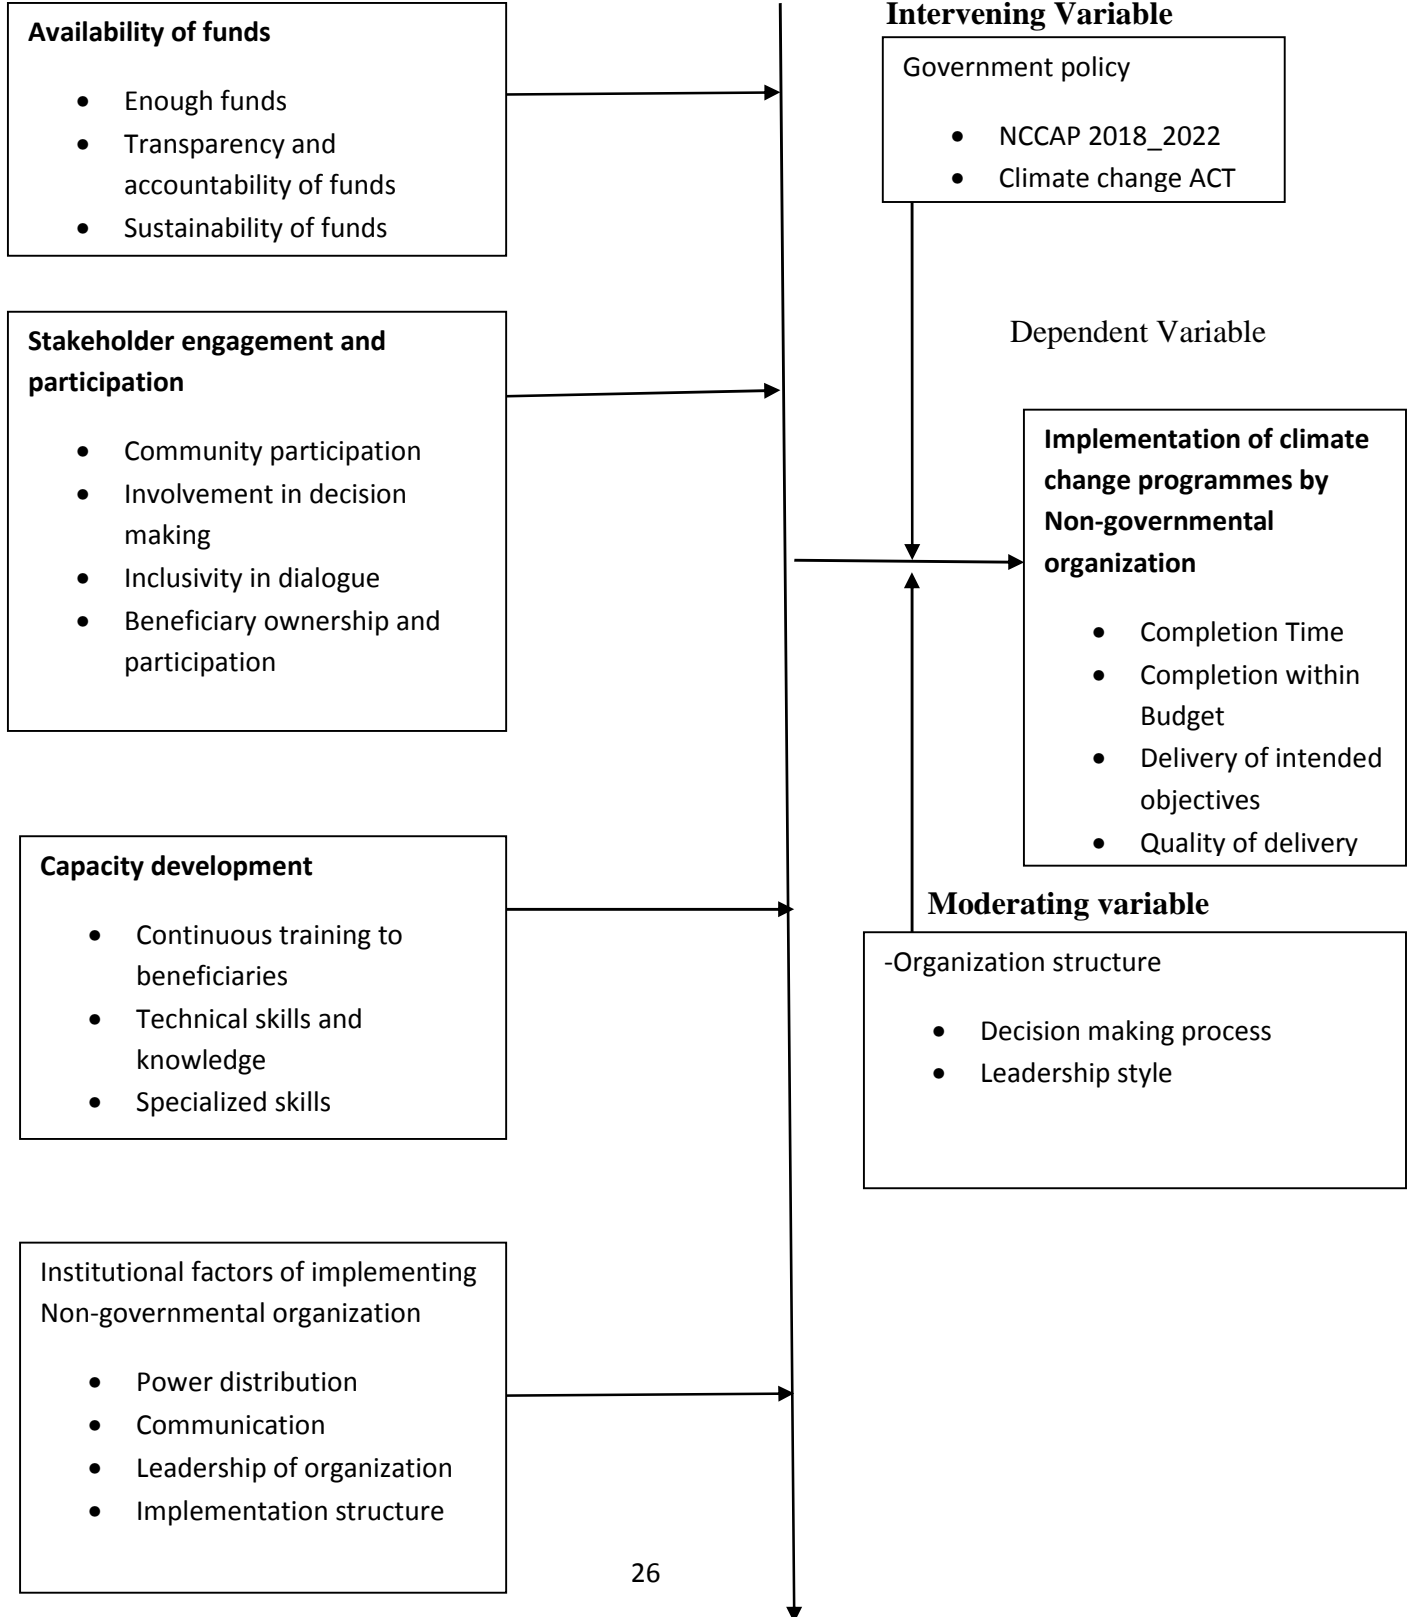 Availability of funds
• Enough funds
• Transparency and
accountability of funds
• Sustainability of funds
Stakeholder engagement and
participation
• Community participation
• Involvement in decision
making
• Inclusivity in dialogue
• Beneficiary ownership and
participation
Capacity development
• Continuous training to
beneficiaries
• Technical skills and
knowledge
• Specialized skills
Institutional factors of implementing
Non-governmental organization
• Power distribution
• Communication
• Leadership of organization
• Implementation structure
Intervening Variable
Government policy
• NCCAP 2018_2022
• Climate change ACT
Dependent Variable
Implementation of climate
change programmes by
Non-governmental
organization
• Completion Time
• Completion within
Budget
• Delivery of intended
objectives
• Quality of delivery
Moderating variable
-Organization structure
• Decision making process
• Leadership style
26